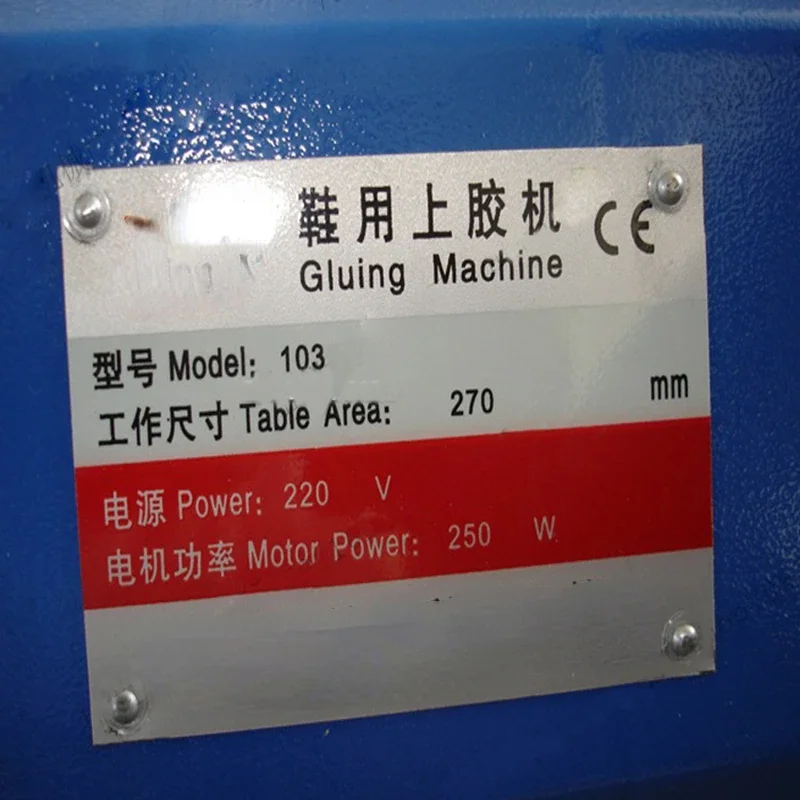 鞋用上胶机 CE
Gluing Machine
型号 Model: 103
工作尺寸 Table Area: 270 mm
电源 Power: 220 V
电机功率 Motor Power: 250 W